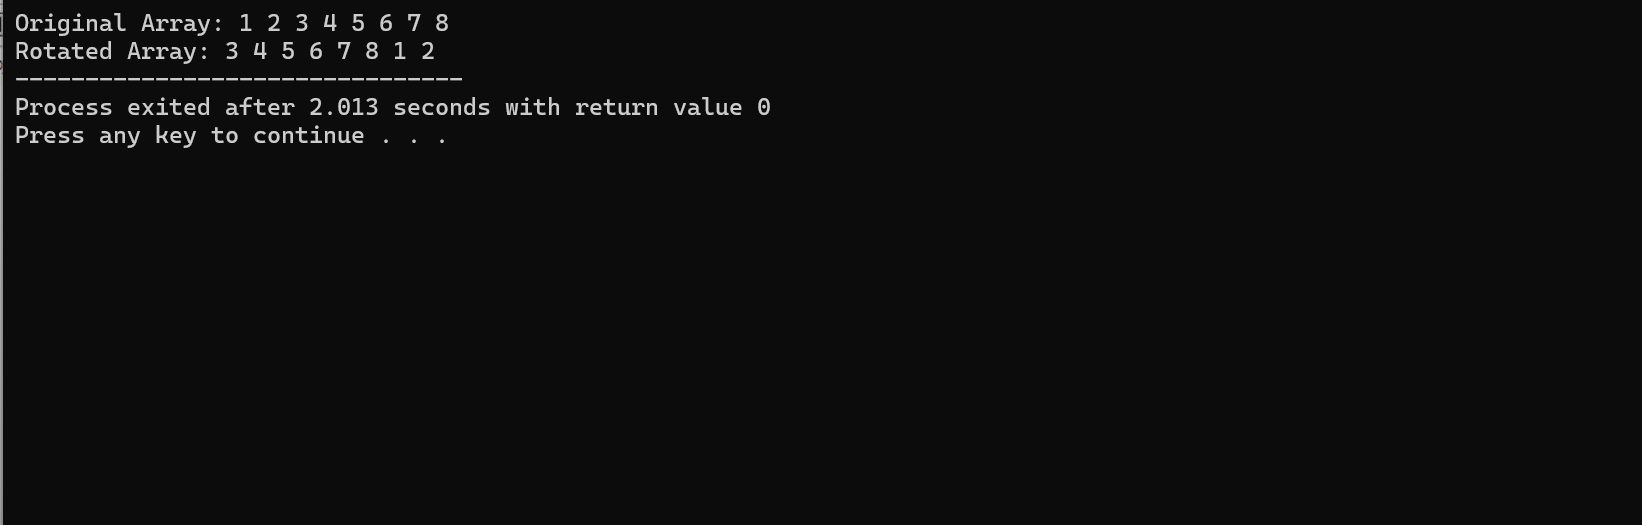 Original Array: 1 2 3 4 5 6 7 8
Rotated Array: 3 4 5 6 7 8 1 2
--------------------------------
Process exited after 2.013 seconds with return value 0
Press any key to continue . . .